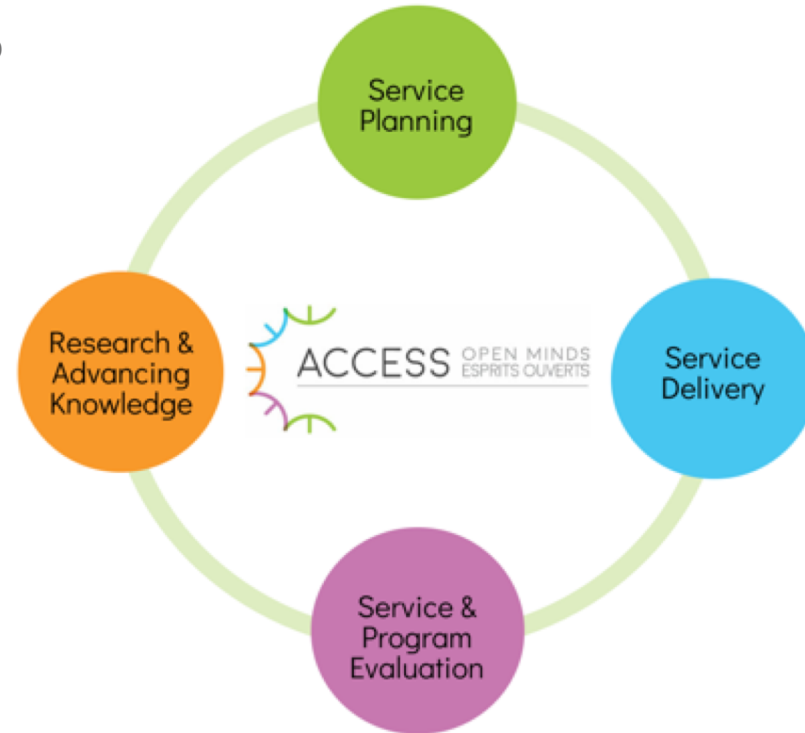 )
Service
Planning
Research &
Advancing
Knowledge
ACCESS OPEN MINDS
ESPRITS OUVERTS
Service
Delivery
Service &
Program
Evaluation